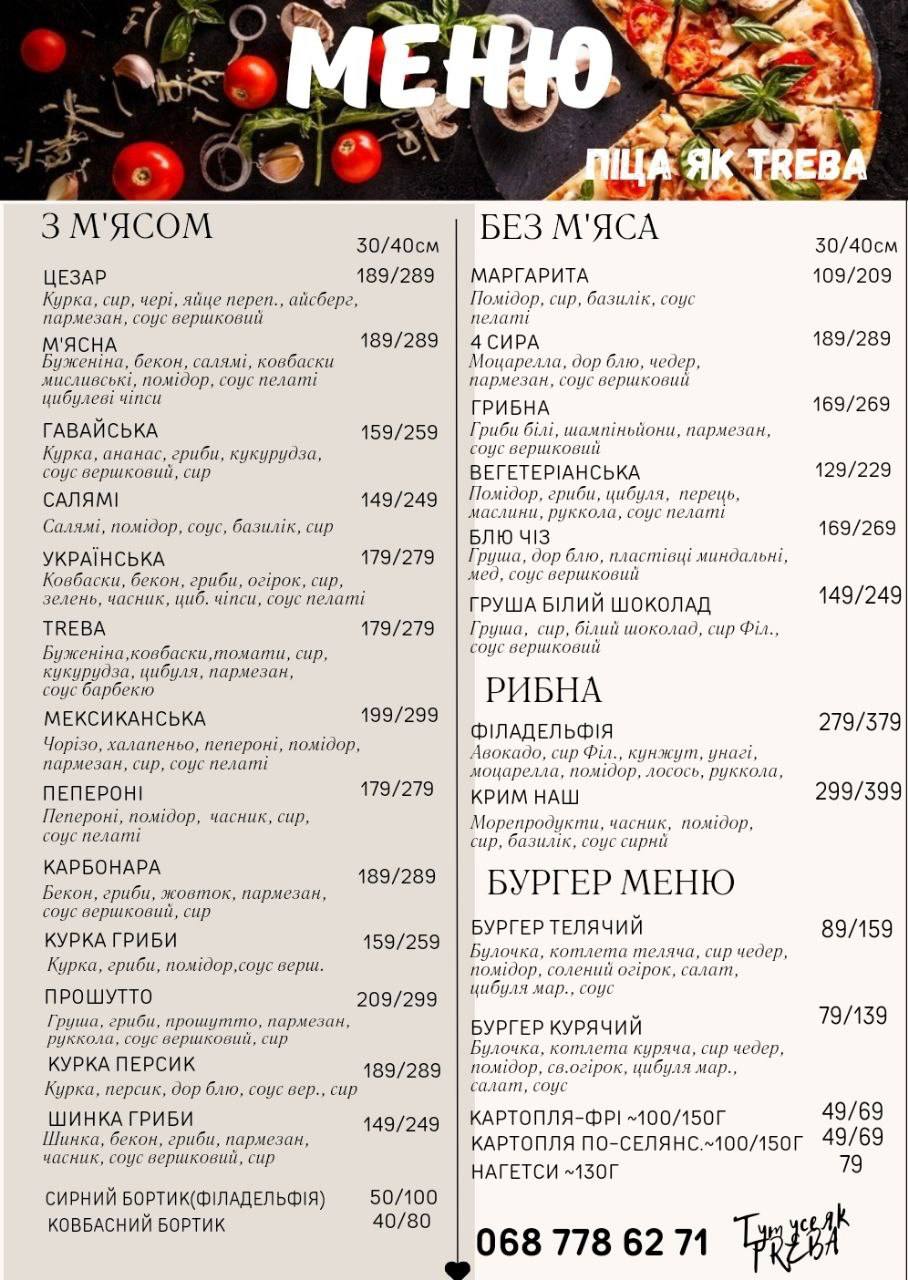 МЕНЮ
ПІЦА ЯК TREBA
З М'ЯСОМ
30/40см
ЦЕЗАР 189/289
Курка, сир, чері, яйце переп., айсберг,
пармезан, соус вершковий
М'ЯСНА 189/289
Буженіна, бекон, салямі, ковбаски
мисливські, помідор, соус пелаті
цибулеві чіпси
ГАВАЙСЬКА 159/259
Курка, ананас, гриби, кукурудза,
соус вершковий, сир
САЛЯМІ 149/249
Салямі, помідор, соус, базилік, сир
УКРАЇНСЬКА 179/279
Ковбаски, бекон, гриби, огірок, сир,
зелень, часник, циб. чіпси, соус пелаті
TREBA 179/279
Буженіна,ковбаски,томати, сир,
кукурудза, цибуля, пармезан,
соус барбекю
МЕКСИКАНСЬКА 199/299
Чорізо, халапеньо, пепероні, помідор,
пармезан, сир, соус пелаті
ПЕПЕРОНІ 179/279
Пепероні, помідор, часник, сир,
соус пелаті
КАРБОНАРА 189/289
Бекон, гриби, жовток, пармезан,
соус вершковий, сир
КУРКА ГРИБИ 159/259
Курка, гриби, помідор,соус верш.
ПРОШУТТО 209/299
Груша, гриби, прошутто, пармезан,
руккола, соус вершковий, сир
КУРКА ПЕРСИК 189/289
Курка, персик, дор блю, соус вер., сир
ШИНКА ГРИБИ 149/249
Шинка, бекон, гриби, пармезан,
часник, соус вершковий, сир
СИРНИЙ БОРТИК(ФІЛАДЕЛЬФІЯ) 50/100
КОВБАСНИЙ БОРТИК 40/80
БЕЗ М'ЯСА
30/40см
МАРГАРИТА 109/209
Помідор, сир, базилік, соус
пелаті
4 СИРА 189/289
Моцарелла, дор блю, чедер,
пармезан, соус вершковий
ГРИБНА 169/269
Гриби білі, шампіньйони, пармезан,
соус вершковий
ВЕГЕТЕРІАНСЬКА 129/229
Помідор, гриби, цибуля, перець,
маслини, руккола, соус пелаті
БЛЮ ЧІЗ 169/269
Груша, дор блю, пластівці миндальні,
мед, соус вершковий
ГРУША БІЛИЙ ШОКОЛАД 149/249
Груша, сир, білий шоколад, сир Філ.,
соус вершковий
РИБНА
ФІЛАДЕЛЬФІЯ 279/379
Авокадо, сир Філ., кунжут, унагі,
моцарелла, помідор, лосось, руккола,
КРИМ НАШ 299/399
Морепродукти, часник, помідор,
сир, базилік, соус сирнй
БУРГЕР МЕНЮ
БУРГЕР ТЕЛЯЧИЙ 89/159
Булочка, котлета теляча, сир чедер,
помідор, солений огірок, салат,
цибуля мар., соус
БУРГЕР КУРЯЧИЙ 79/139
Булочка, котлета куряча, сир чедер,
помідор, св.огірок, цибуля мар.,
салат, соус
КАРТОПЛЯ-ФРІ ~100/150Г 49/69
КАРТОПЛЯ ПО-СЕЛЯНС.~100/150Г 49/69
НАГЕТСИ ~130Г 79
068 778 62 71
Тут усе як
TREBA